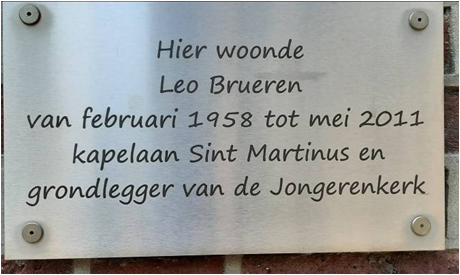 Hier woonde
Leo Brueren
van februari 1958 tot mei 2011
kapelaan Sint Martinus en
grondlegger van de Jongerenkerk